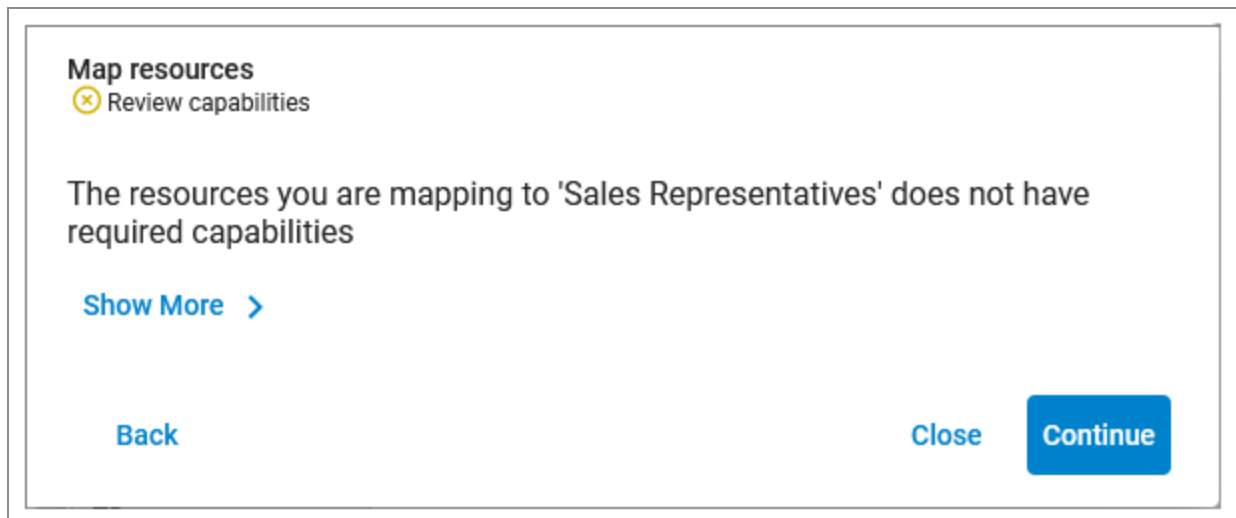 Map resources
Review capabilities
The resources you are mapping to 'Sales Representatives' does not have
required capabilities
Show More
Back
Close
Continue